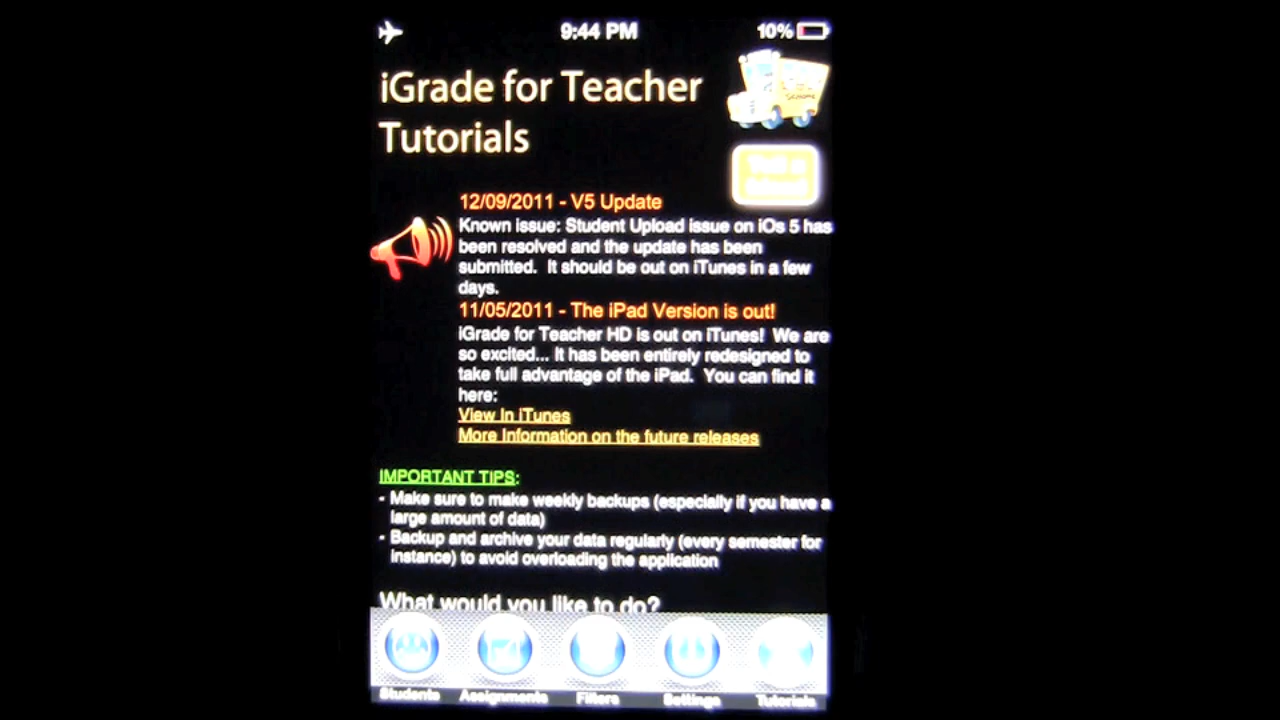 9:44 PM
10%
iGrade for Teacher
Tutorials
12/09/2011 - V5 Update
Known issue: Student Upload issue on iOs 5 has
been resolved and the update has been
submitted.  It should be out on iTunes in a few
days.
11/05/2011 - The iPad Version is out!
iGrade for Teacher HD is out on iTunes!  We are
so excited... It has been entirely redesigned to
take full advantage of the iPad.  You can find it
here:
View In iTunes
More Information on the future releases
IMPORTANT TIPS:
- Make sure to make weekly backups (especially if you have a
large amount of data)
- Backup and archive your data regularly (every semester for
instance) to avoid overloading the application
What would you like to do?
Students Assignments Filters Settings Tutorials